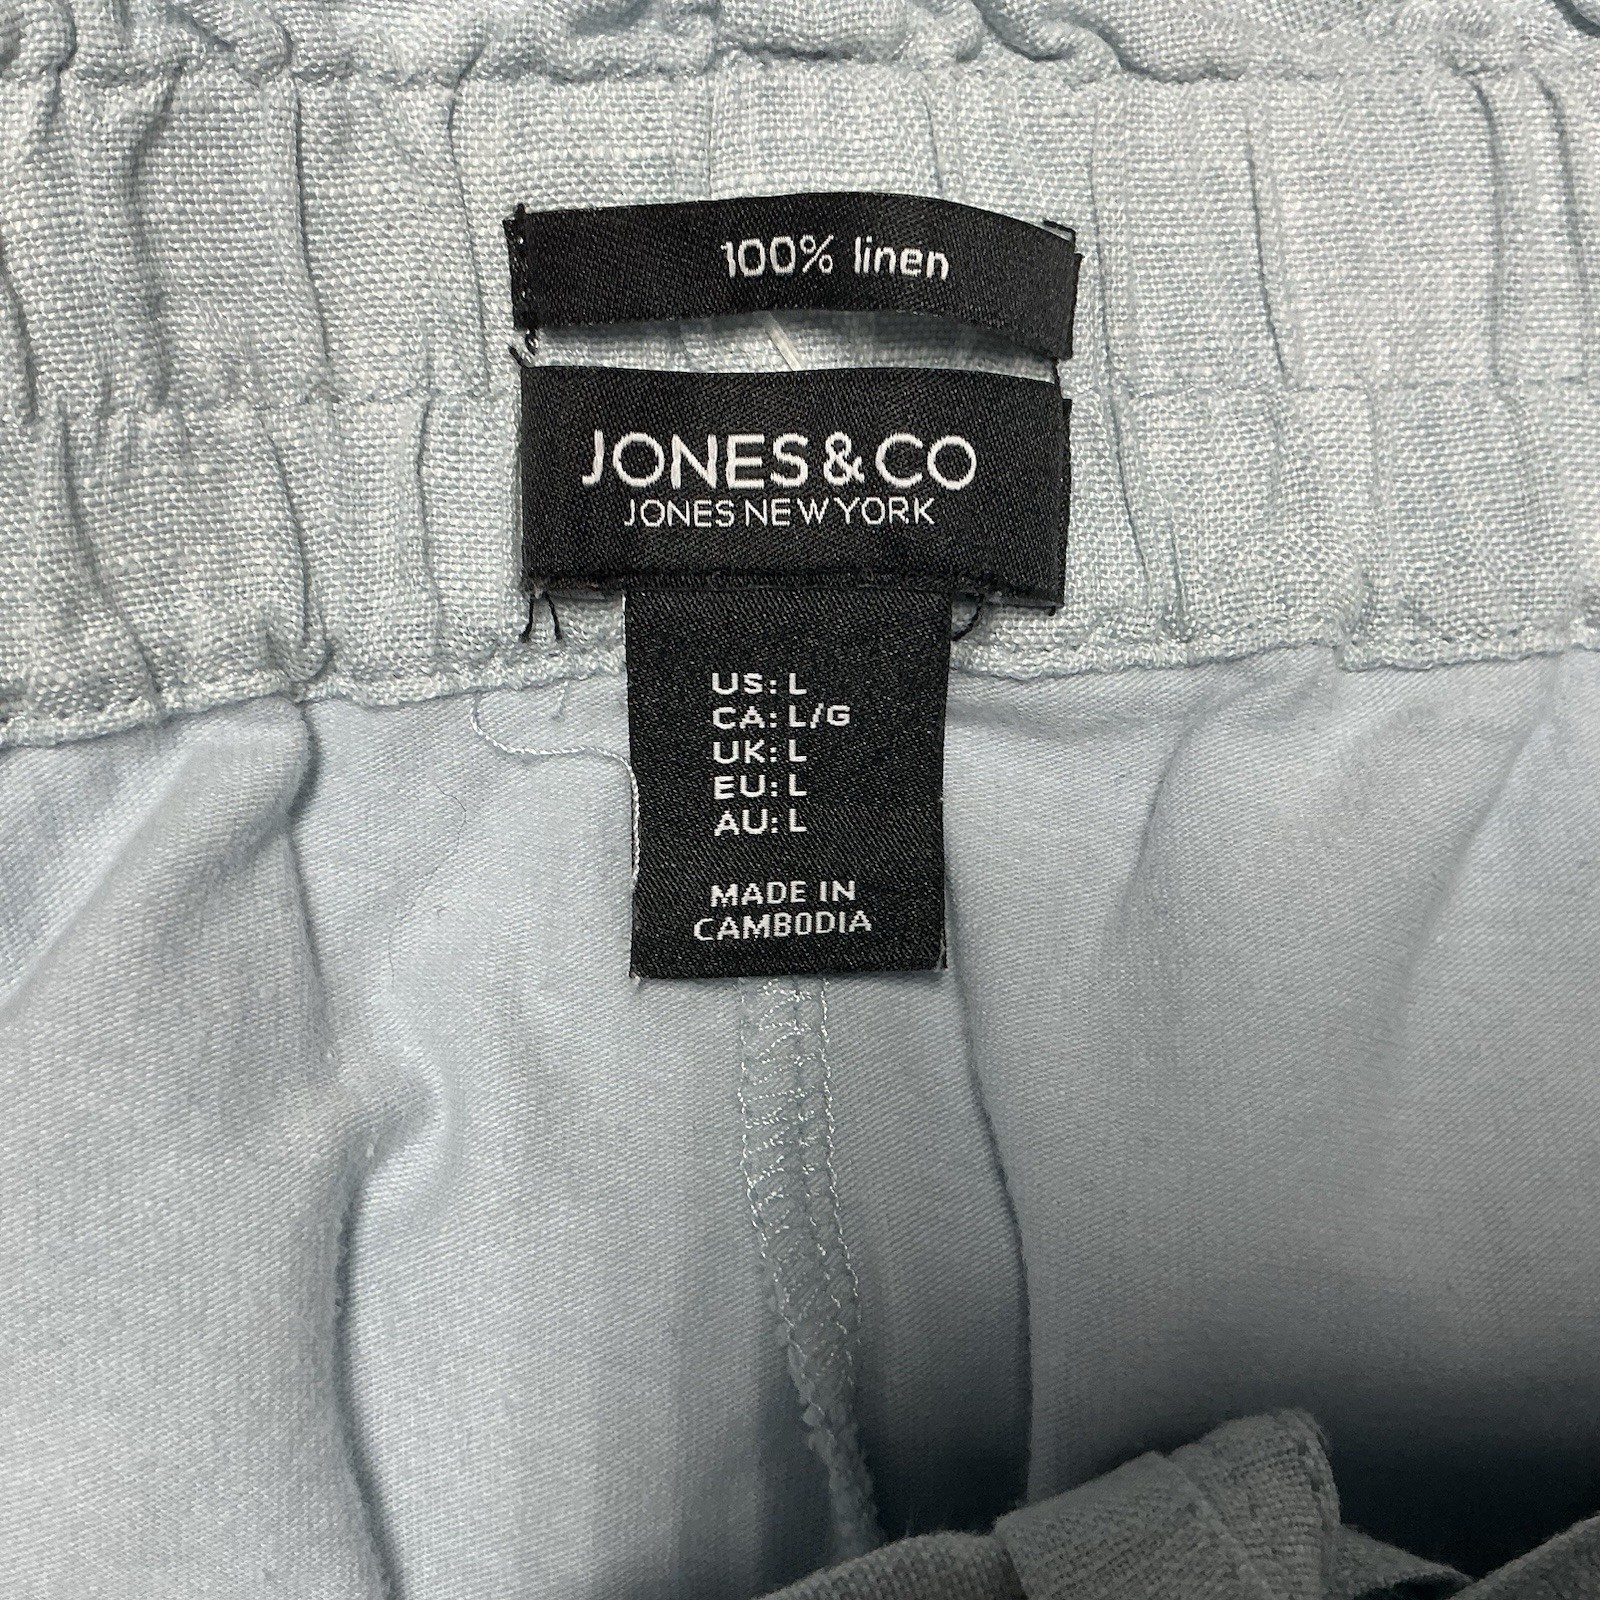 100% linen
JONES & CO
JONES NEW YORK
US: L
CA: L/G
UK: L
EU: L
AU: L
MADE IN
CAMBODIA